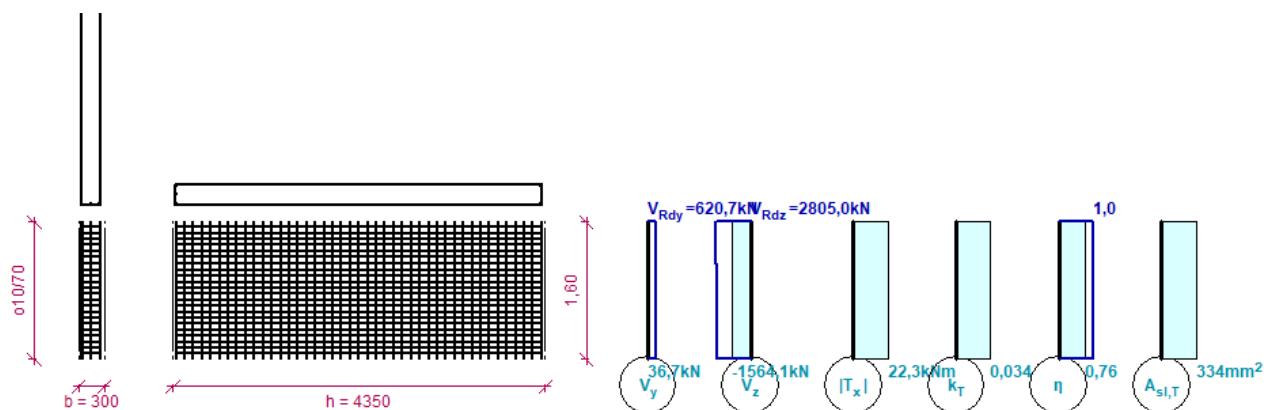 V_Rdy =620,7kN
V_Rdz =2805,0kN
1,0
o10/70
1,60
36,7kN
-1564,1kN
22,3kNm
0,034
0,76
334mm²
V_y
V_z
|T_x|
k_T
η
A_sl,T
b = 300
h = 4350